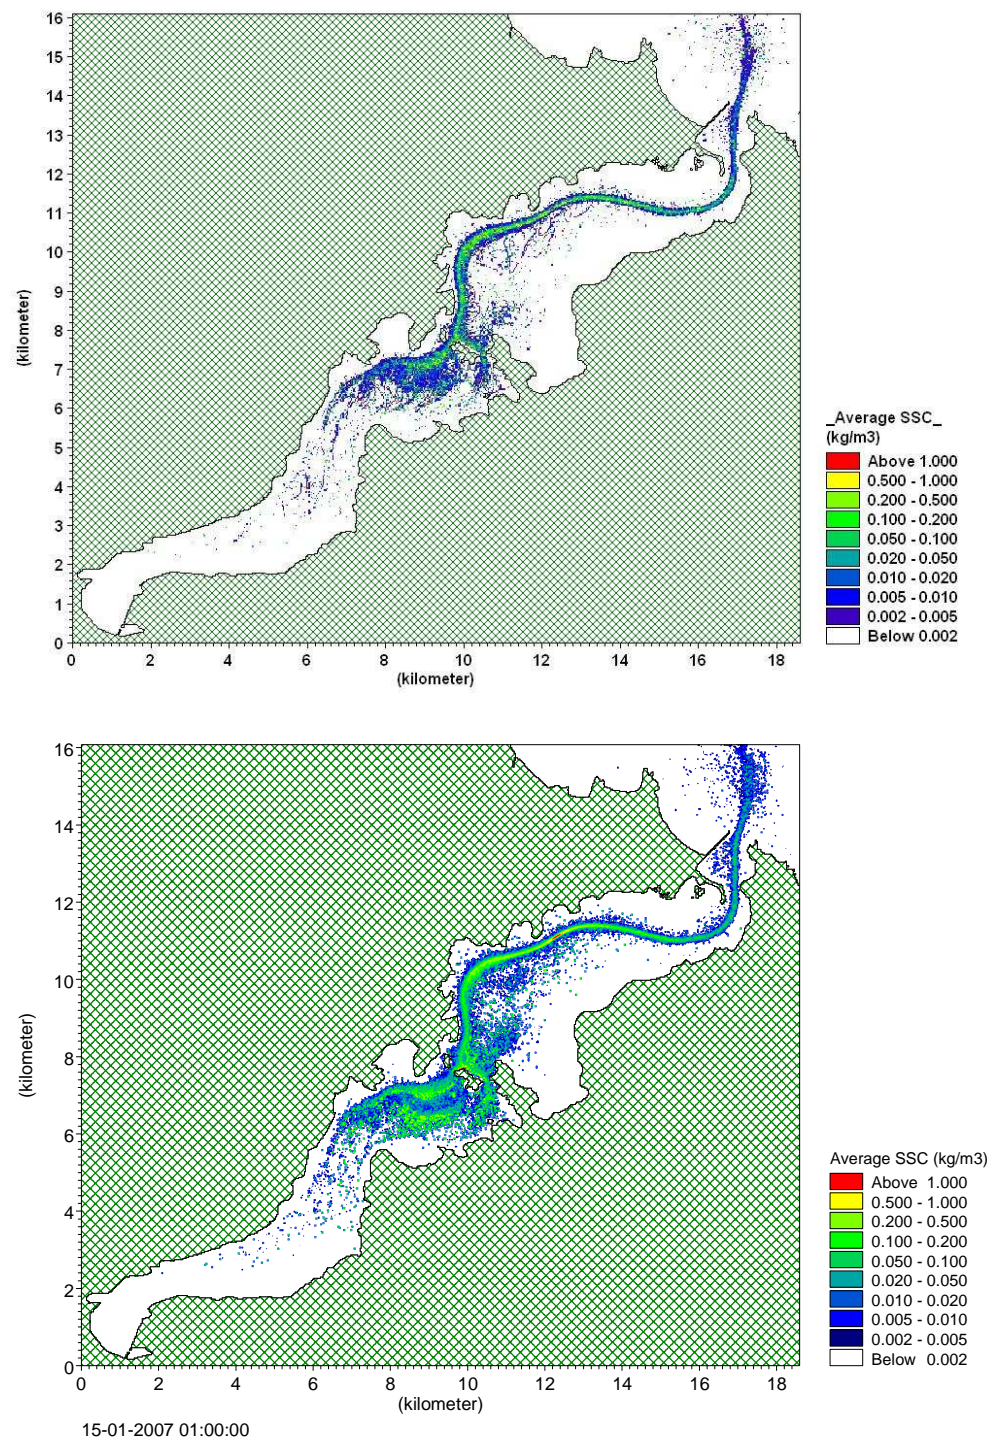 16
15
14
13
12
11
10
9
8
7
6
5
4
3
2
1
0
(kilometer)
0 2 4 6 8 10 12 14 16 18
(kilometer)
_Average SSC_
(kg/m3)
Above 1.000
0.500 - 1.000
0.200 - 0.500
0.100 - 0.200
0.050 - 0.100
0.020 - 0.050
0.010 - 0.020
0.005 - 0.010
0.002 - 0.005
Below 0.002
16
14
12
10
8
6
4
2
0
(kilometer)
0 2 4 6 8 10 12 14 16 18
(kilometer)
15-01-2007 01:00:00
Average SSC (kg/m3)
Above 1.000
0.500 - 1.000
0.200 - 0.500
0.100 - 0.200
0.050 - 0.100
0.020 - 0.050
0.010 - 0.020
0.005 - 0.010
0.002 - 0.005
Below 0.002